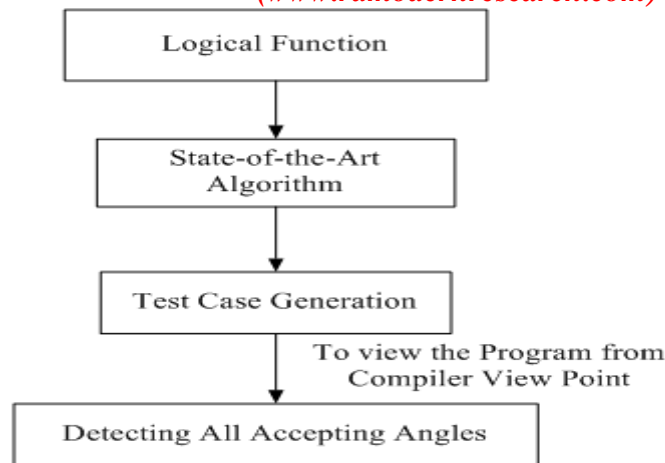 Logical Function
State-of-the-Art
Algorithm
Test Case Generation
To view the Program from
Compiler View Point
Detecting All Accepting Angles